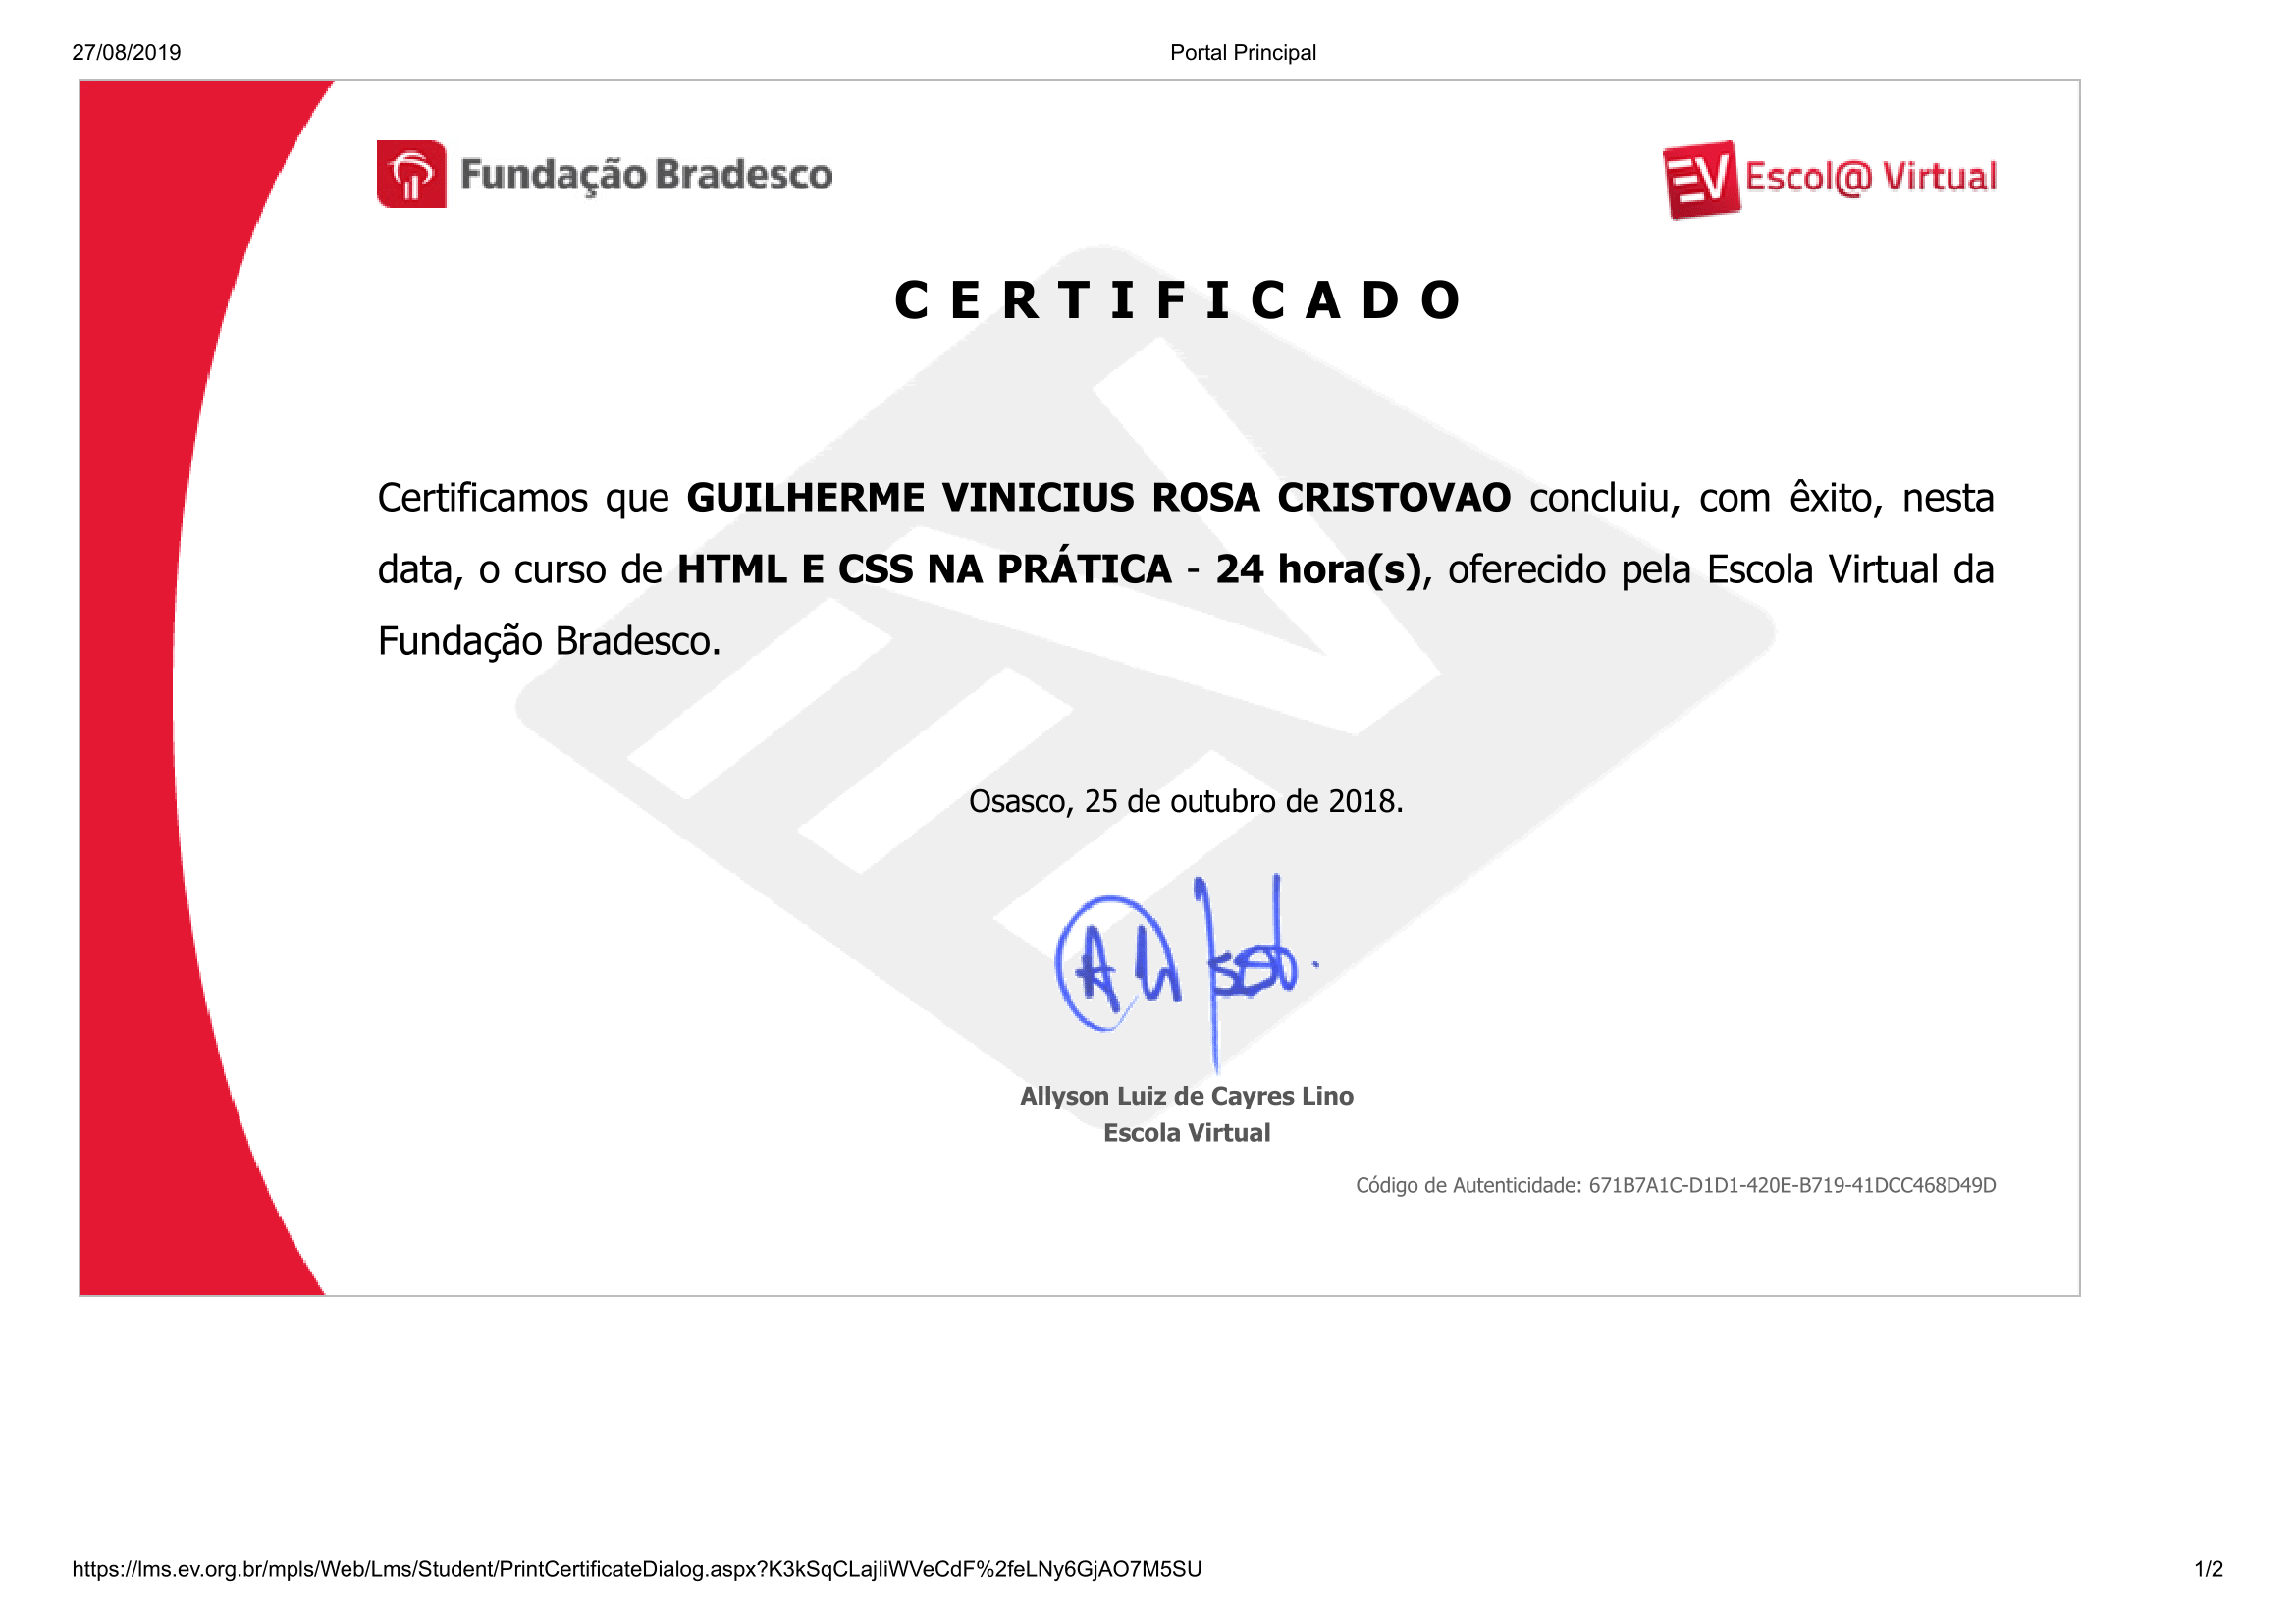 27/08/2019 Portal Principal
Fundação Bradesco
EV Escol@ Virtual
CERTIFICADO
Certificamos que GUILHERME VINICIUS ROSA CRISTOVAO concluiu, com êxito, nesta
data, o curso de HTML E CSS NA PRÁTICA - 24 hora(s), oferecido pela Escola Virtual da
Fundação Bradesco.
Osasco, 25 de outubro de 2018.
Allyson Luiz de Cayres Lino
Escola Virtual
Código de Autenticidade: 671B7A1C-D1D1-420E-B719-41DCC468D49D
https://lms.ev.org.br/mpls/Web/Lms/Student/PrintCertificateDialog.aspx?K3kSqCLajliWVeCdF%2feLNy6GjAO7M5SU 1/2